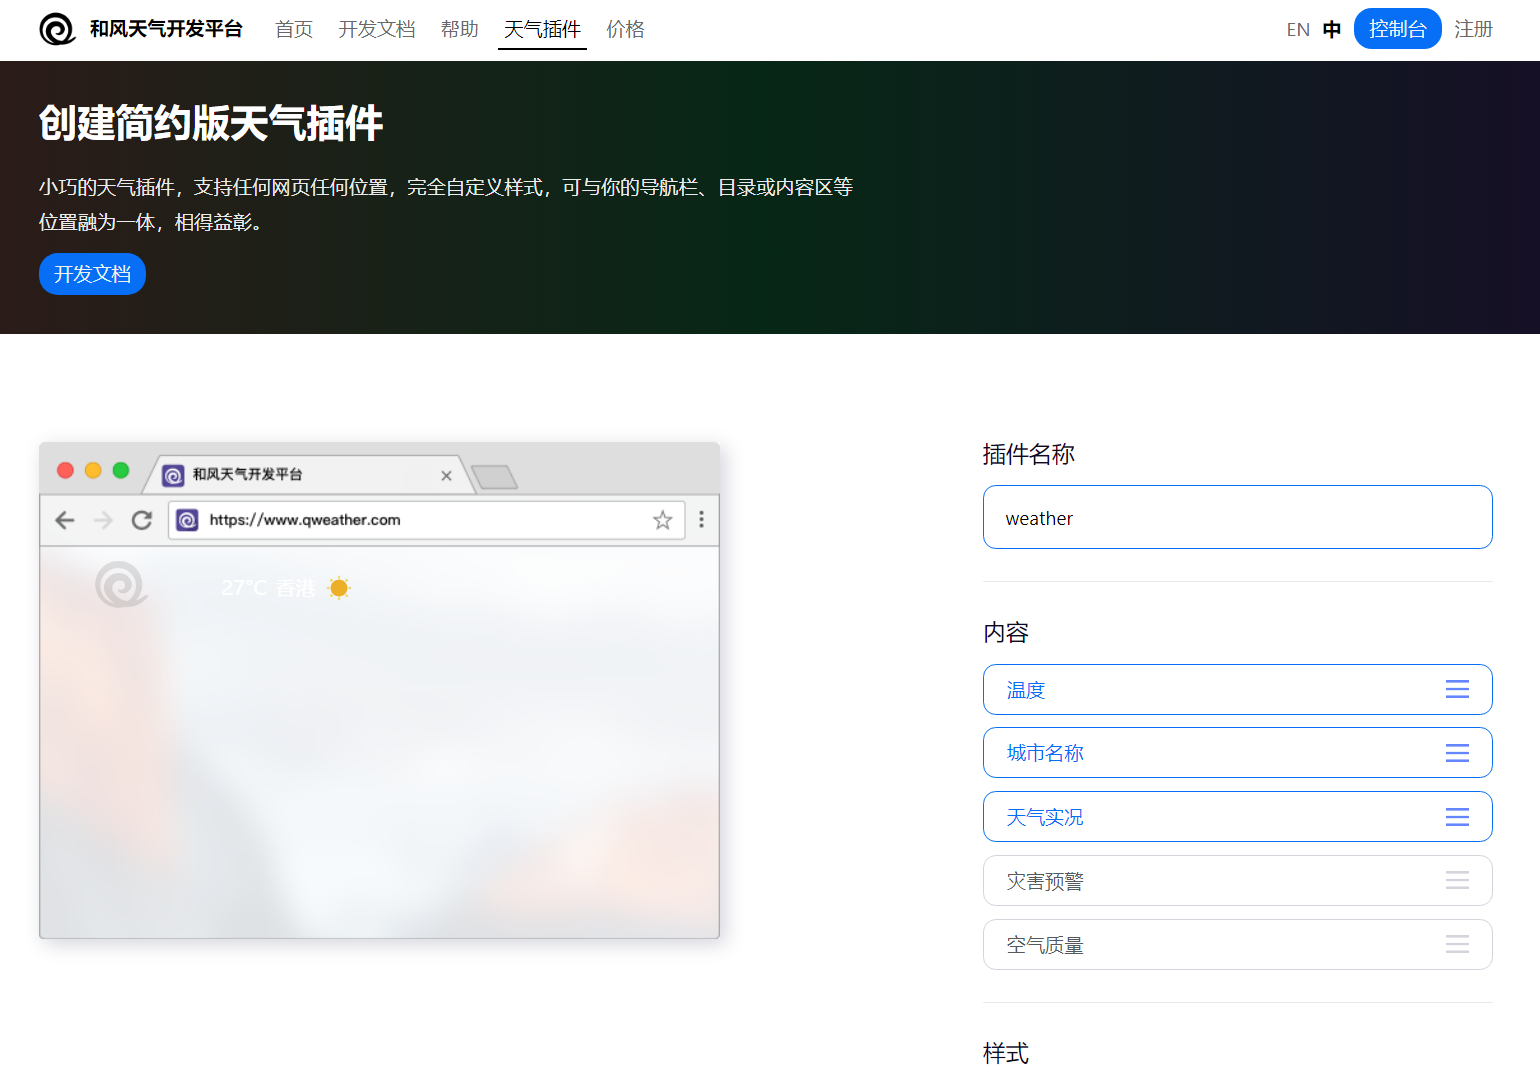 和风天气开发平台 首页 开发文档 帮助 天气插件 价格 EN 中 控制台 注册
创建简约版天气插件
小巧的天气插件，支持任何网页任何位置，完全自定义样式，可与你的导航栏、目录或内容区等
位置融为一体，相得益彰。
开发文档
和风天气开发平台
https://www.qweather.com
27°C 香港
插件名称
weather
内容
温度
城市名称
天气实况
灾害预警
空气质量
样式